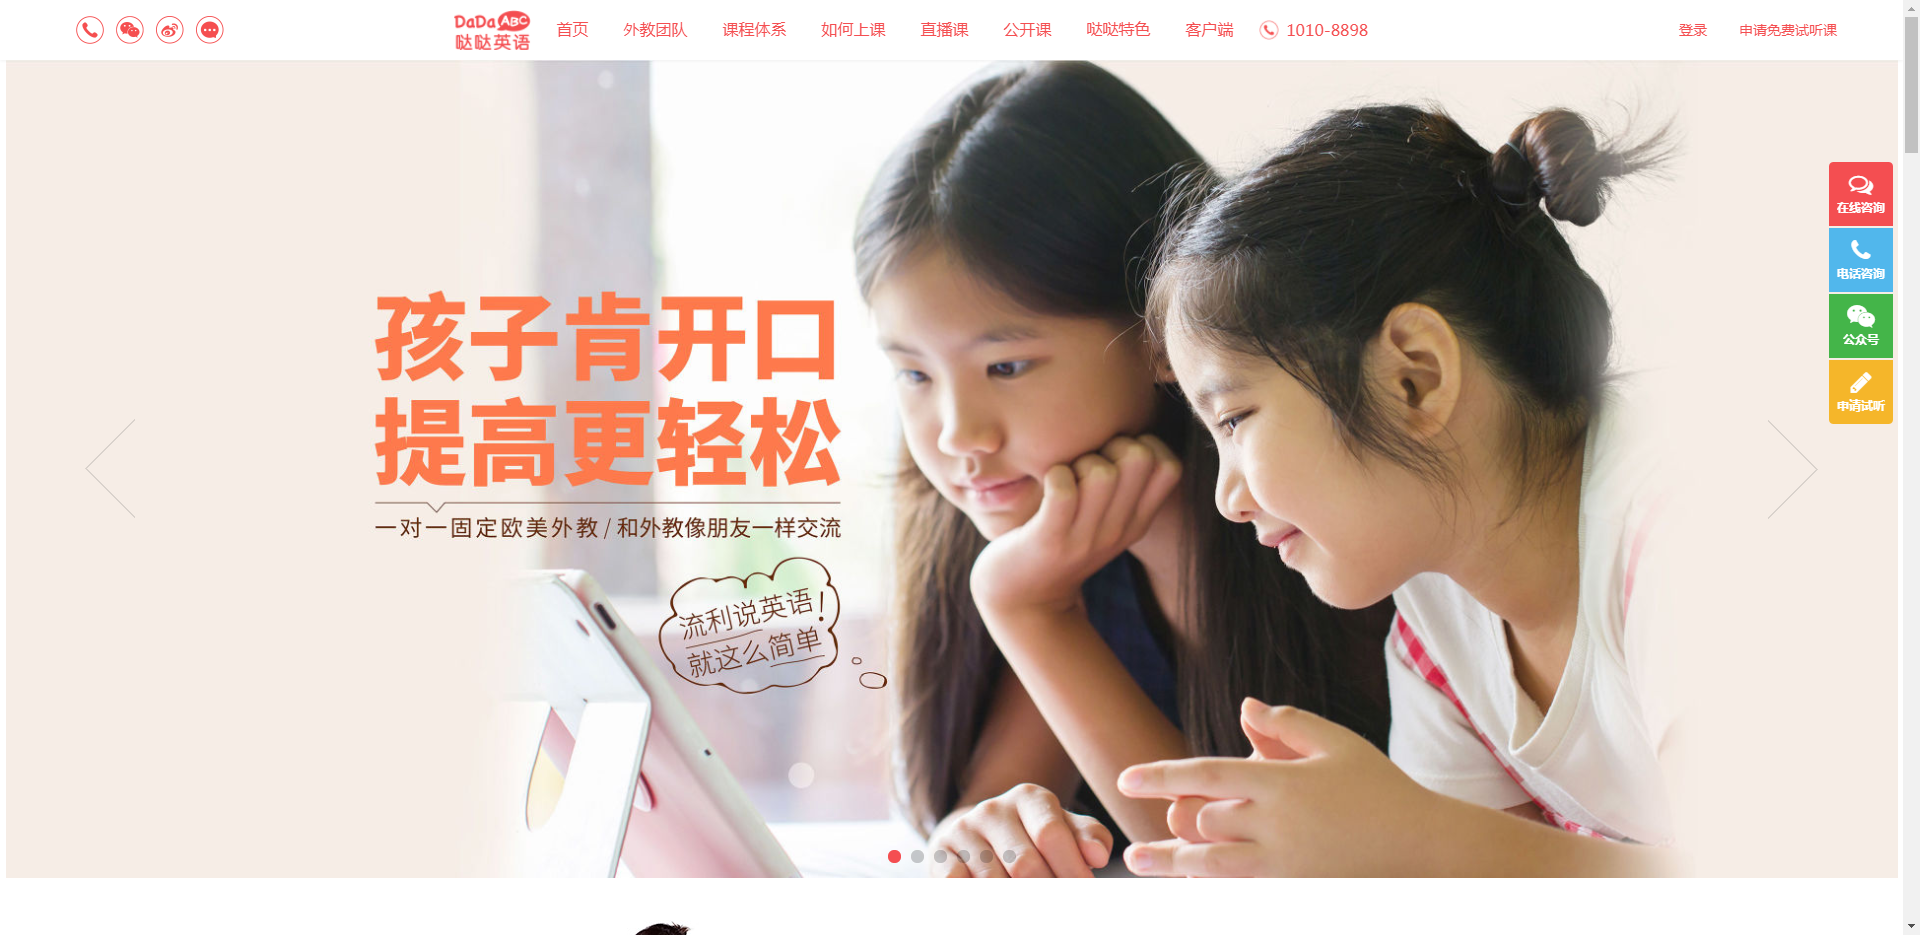 DaDaABC
哒哒英语
首页 外教团队 课程体系 如何上课 直播课 公开课 哒哒特色 客户端 1010-8898 登录 申请免费试听课
在线咨询
电话咨询
公众号
申请试听
孩子肯开口
提高更轻松
一对一固定欧美外教 / 和外教像朋友一样交流
流利说英语!
就这么简单